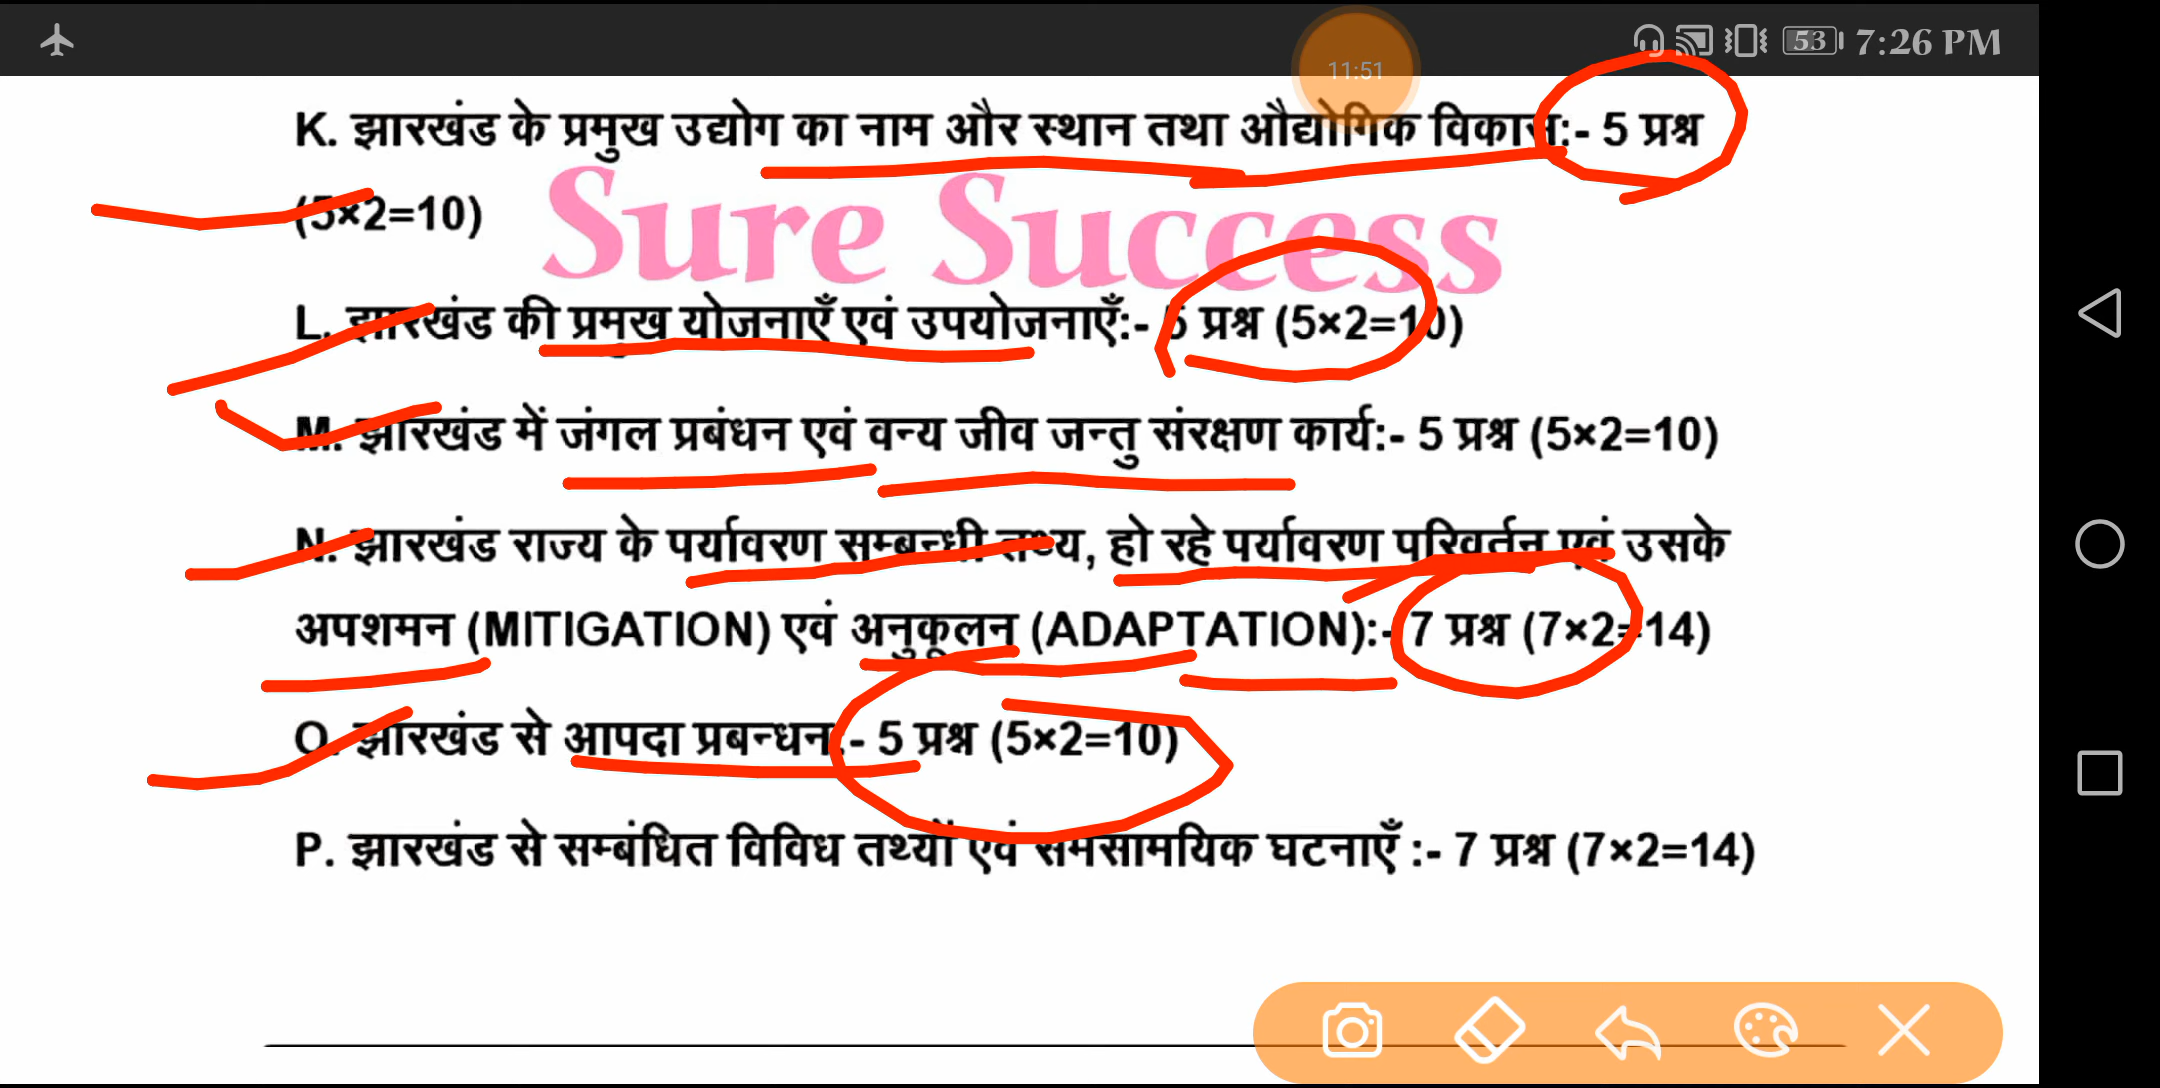 53 7:26 PM
11:51
K. झारखंड के प्रमुख उद्योग का नाम और स्थान तथा औद्योगिक विकास:- 5 प्रश्न
(5×2=10)
Sure Success
L. झारखंड की प्रमुख योजनाएँ एवं उपयोजनाएँ:- 5 प्रश्न (5×2=10)
M. झारखंड में जंगल प्रबंधन एवं वन्य जीव जन्तु संरक्षण कार्य:- 5 प्रश्न (5×2=10)
N. झारखंड राज्य के पर्यावरण सम्बन्धी तथ्य, हो रहे पर्यावरण परिवर्तन एवं उसके
अपशमन (MITIGATION) एवं अनुकूलन (ADAPTATION):- 7 प्रश्न (7×2=14)
O. झारखंड से आपदा प्रबन्धन:- 5 प्रश्न (5×2=10)
P. झारखंड से सम्बंधित विविध तथ्यों एवं समसामयिक घटनाएँ :- 7 प्रश्न (7×2=14)